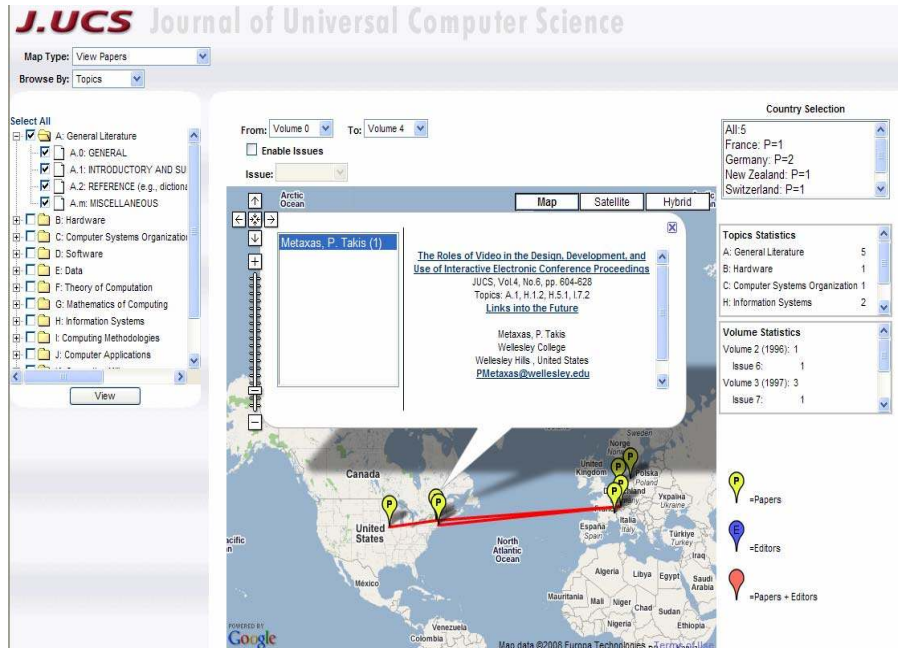 J.UCS Journal of Universal Computer Science
Map Type: View Papers
Browse By: Topics
Select All
A: General Literature
A.0: GENERAL
A.1: INTRODUCTORY AND SU
A.2: REFERENCE (e.g., dictiona
A.m: MISCELLANEOUS
B: Hardware
C: Computer Systems Organization
D: Software
E: Data
F: Theory of Computation
G: Mathematics of Computing
H: Information Systems
I: Computing Methodologies
J: Computer Applications
View
From: Volume 0 To: Volume 4
Enable Issues
Issue:
Arctic
Ocean
Map Satellite Hybrid
Metaxas, P. Takis (1)
The Roles of Video in the Design, Development, and
Use of Interactive Electronic Conference Proceedings
JUCS, Vol.4, No.6, pp. 604-628
Topics: A.1, H.1.2, H.5.1, I.7.2
Links into the Future
Metaxas, P. Takis
Wellesley College
Wellesley Hills , United States
PMetaxas@wellesley.edu
Sweden
Norge
United
Kingdom
Polska
Poland
Україна
Ukraine
Canada
United
States
España
Spain
Italia
Italy
Türkiye
Turkey
Iraq
North
Atlantic
Ocean
Algeria
Libya
Egypt
Saudi
Arabia
México
Mauritania
Mali
Niger
Chad
Sudan
Nigeria
Ethiopia
Venezuela
Colombia
POWERED BY
Google
Map data ©2008 Europa Technologies - Terms of Use
Country Selection
All:5
France: P=1
Germany: P=2
New Zealand: P=1
Switzerland: P=1
Topics Statistics
A: General Literature 5
B: Hardware 1
C: Computer Systems Organization 1
H: Information Systems 2
Volume Statistics
Volume 2 (1996): 1
Issue 6: 1
Volume 3 (1997): 3
Issue 7: 1
P =Papers
E =Editors
P =Papers + Editors